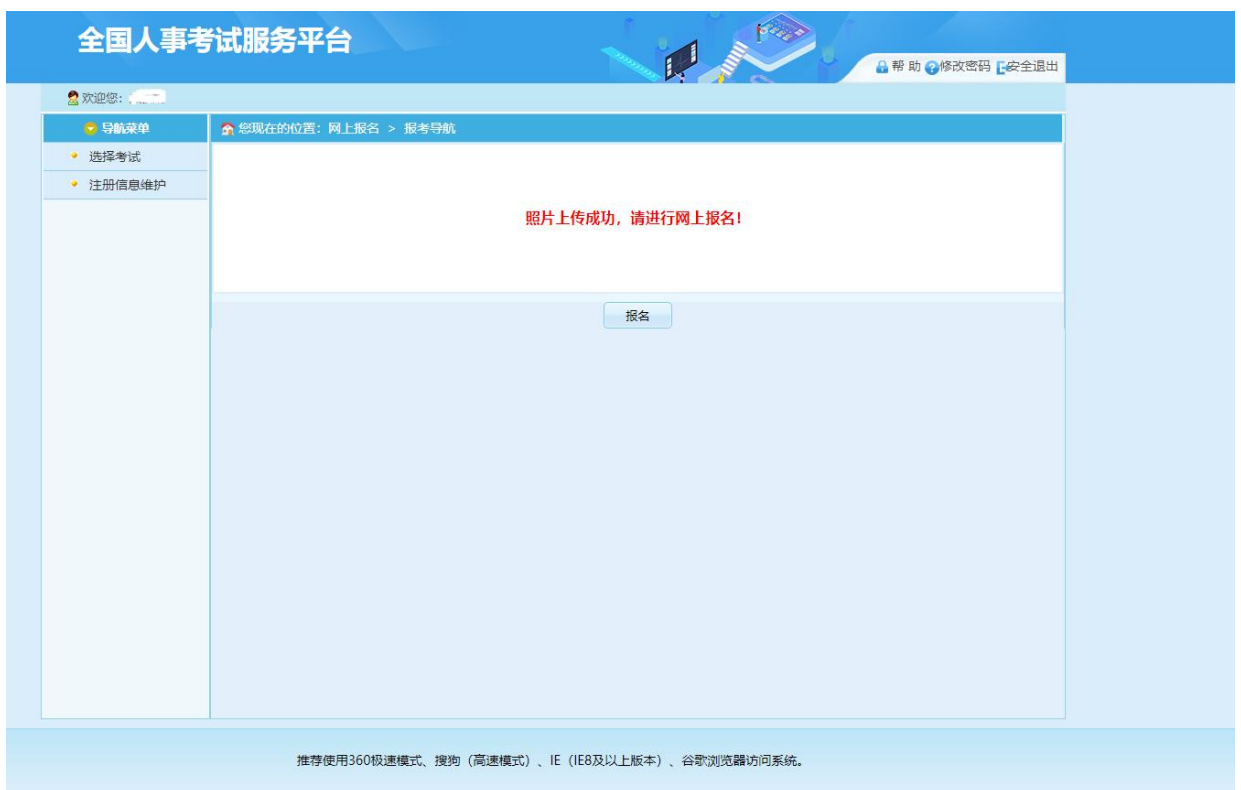 全国人事考试服务平台
帮 助 修改密码 安全退出
欢迎您：
导航菜单
您现在的位置：网上报名 > 报考导航
选择考试
注册信息维护
照片上传成功，请进行网上报名！
报名
推荐使用360极速模式、搜狗（高速模式）、IE（IE8及以上版本）、谷歌浏览器访问系统。